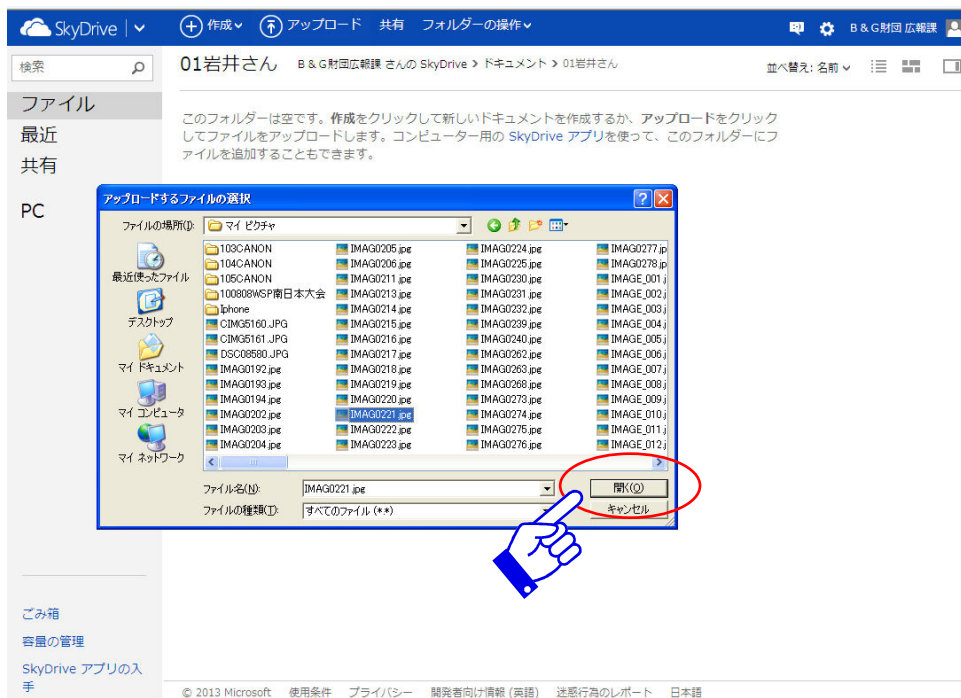 SkyDrive
作成
アップロード
共有
フォルダーの操作
B & G財団 広報課
検索
01岩井さん
B & G財団広報課 さんの SkyDrive > ドキュメント > 01岩井さん
並べ替え: 名前
ファイル
最近
共有
PC
このフォルダーは空です。作成をクリックして新しいドキュメントを作成するか、アップロードをクリック
してファイルをアップロードします。コンピューター用の SkyDrive アプリを使って、このフォルダーにフ
ァイルを追加することもできます。
アップロードするファイルの選択
ファイルの場所(I):
マイ ピクチャ
最近使ったファイル
デスクトップ
マイ ドキュメント
マイ コンピュータ
マイ ネットワーク
103CANON
104CANON
105CANON
100808WSP南日本大会
Iphone
CIMG5160.JPG
CIMG5161.JPG
DSC08580.JPG
IMAG0192.jpg
IMAG0193.jpg
IMAG0194.jpg
IMAG0202.jpg
IMAG0203.jpg
IMAG0204.jpg
IMAG0205.jpg
IMAG0206.jpg
IMAG0211.jpg
IMAG0213.jpg
IMAG0214.jpg
IMAG0215.jpg
IMAG0216.jpg
IMAG0217.jpg
IMAG0218.jpg
IMAG0219.jpg
IMAG0220.jpg
IMAG0221.jpg
IMAG0222.jpg
IMAG0223.jpg
IMAG0224.jpg
IMAG0225.jpg
IMAG0230.jpg
IMAG0231.jpg
IMAG0232.jpg
IMAG0239.jpg
IMAG0240.jpg
IMAG0262.jpg
IMAG0263.jpg
IMAG0268.jpg
IMAG0273.jpg
IMAG0274.jpg
IMAG0275.jpg
IMAG0276.jpg
IMAG0277.jp
IMAG0278.jp
IMAGE_001.j
IMAGE_002.j
IMAGE_003.j
IMAGE_004.j
IMAGE_005.j
IMAGE_006.j
IMAGE_007.j
IMAGE_008.j
IMAGE_009.j
IMAGE_010.j
IMAGE_011.j
IMAGE_012.j
ファイル名(N):
IMAG0221.jpg
開く(O)
ファイルの種類(T):
すべてのファイル (*.*)
キャンセル
ごみ箱
容量の管理
SkyDrive アプリの入
手
© 2013 Microsoft 使用条件 プライバシー 開発者向け情報 (英語) 迷惑行為のレポート 日本語